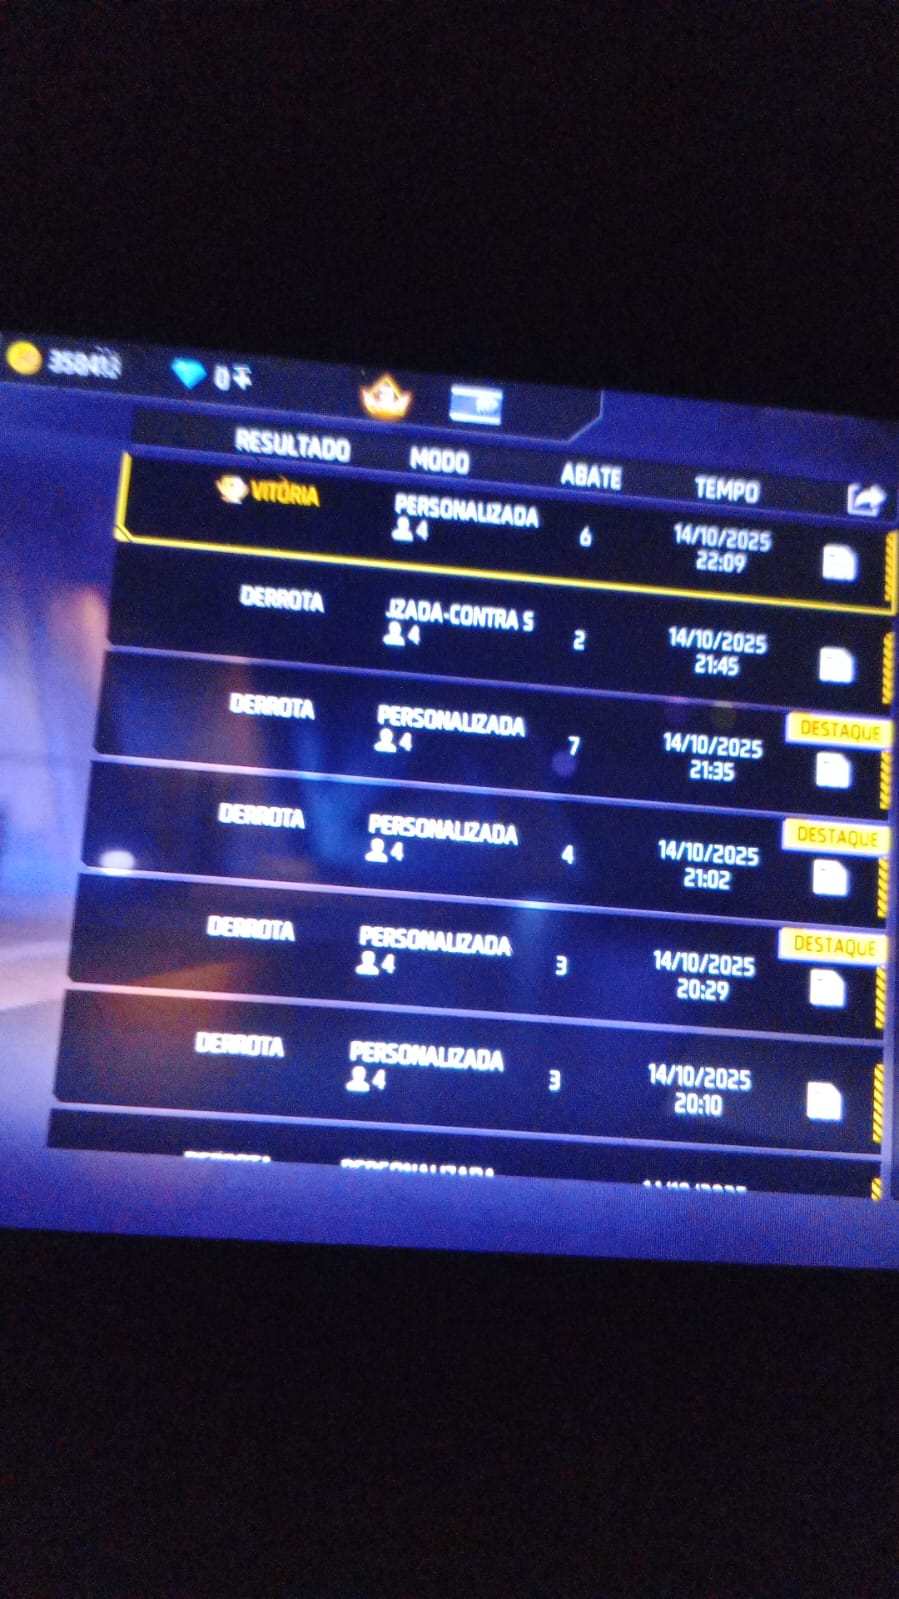 0 +
RESULTADO MODO ABATE TEMPO
VITÓRIA PERSONALIZADA 4 6 14/10/2025 22:09
DERROTA IZADA-CONTRA S 4 2 14/10/2025 21:45
DESTAQUE
DERROTA PERSONALIZADA 4 7 14/10/2025 21:35
DESTAQUE
DERROTA PERSONALIZADA 4 4 14/10/2025 21:02
DESTAQUE
DERROTA PERSONALIZADA 4 3 14/10/2025 20:29
DERROTA PERSONALIZADA 4 3 14/10/2025 20:10